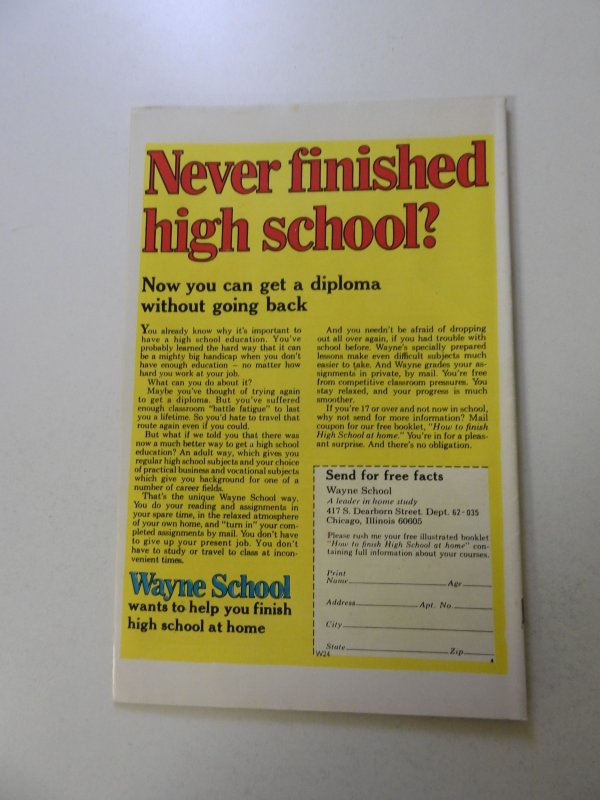 Never finished
high school?
Now you can get a diploma
without going back
You already know why it's important to
have a high school education. You've
probably learned the hard way that it can
be a mighty big handicap when you don't
have enough education — no matter how
hard you work at your job.
What can you do about it?
Maybe you've thought of trying again
to get a diploma. But you've suffered
enough classroom "battle fatigue" to last
you a lifetime. So you'd hate to travel that
route again even if you could.
But what if we told you that there was
now a much better way to get a high school
education? An adult way, which gives you
regular high school subjects and your choice
of practical business and vocational subjects
which give you background for one of a
number of career fields.
That's the unique Wayne School way.
You do your reading and assignments in
your spare time, in the relaxed atmosphere
of your own home, and "turn in" your com-
pleted assignments by mail. You don't have
to give up your present job. You don't
have to study or travel to class at incon-
venient times.
Wayne School
wants to help you finish
high school at home
And you needn't be afraid of dropping
out all over again, if you had trouble with
school before. Wayne's specially prepared
lessons make even difficult subjects much
easier to take. And Wayne grades your as-
signments in private, by mail. You're free
from competitive classroom pressures. You
stay relaxed, and your progress is much
smoother.
If you're 17 or over and not now in school,
why not send for more information? Mail
coupon for our free booklet, "How to finish
High School at home." You're in for a pleas-
ant surprise. And there's no obligation.
Send for free facts
Wayne School
A leader in home study
417 S. Dearborn Street. Dept. 62-035
Chicago, Illinois 60605
Please rush me your free illustrated booklet
"How to finish High School at home" con-
taining full information about your courses.
Print
Name Age
Address Apt. No.
City
State Zip
W24
4